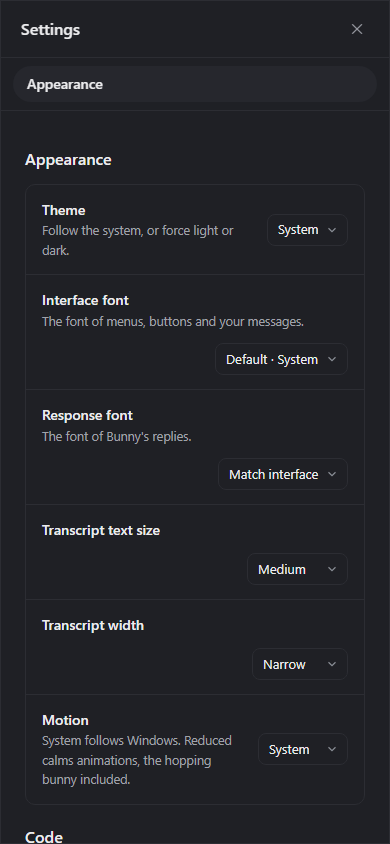 Settings
Appearance
Appearance
Theme
Follow the system, or force light or
dark.
System
Interface font
The font of menus, buttons and your messages.
Default · System
Response font
The font of Bunny's replies.
Match interface
Transcript text size
Medium
Transcript width
Narrow
Motion
System follows Windows. Reduced
calms animations, the hopping
bunny included.
System
Code